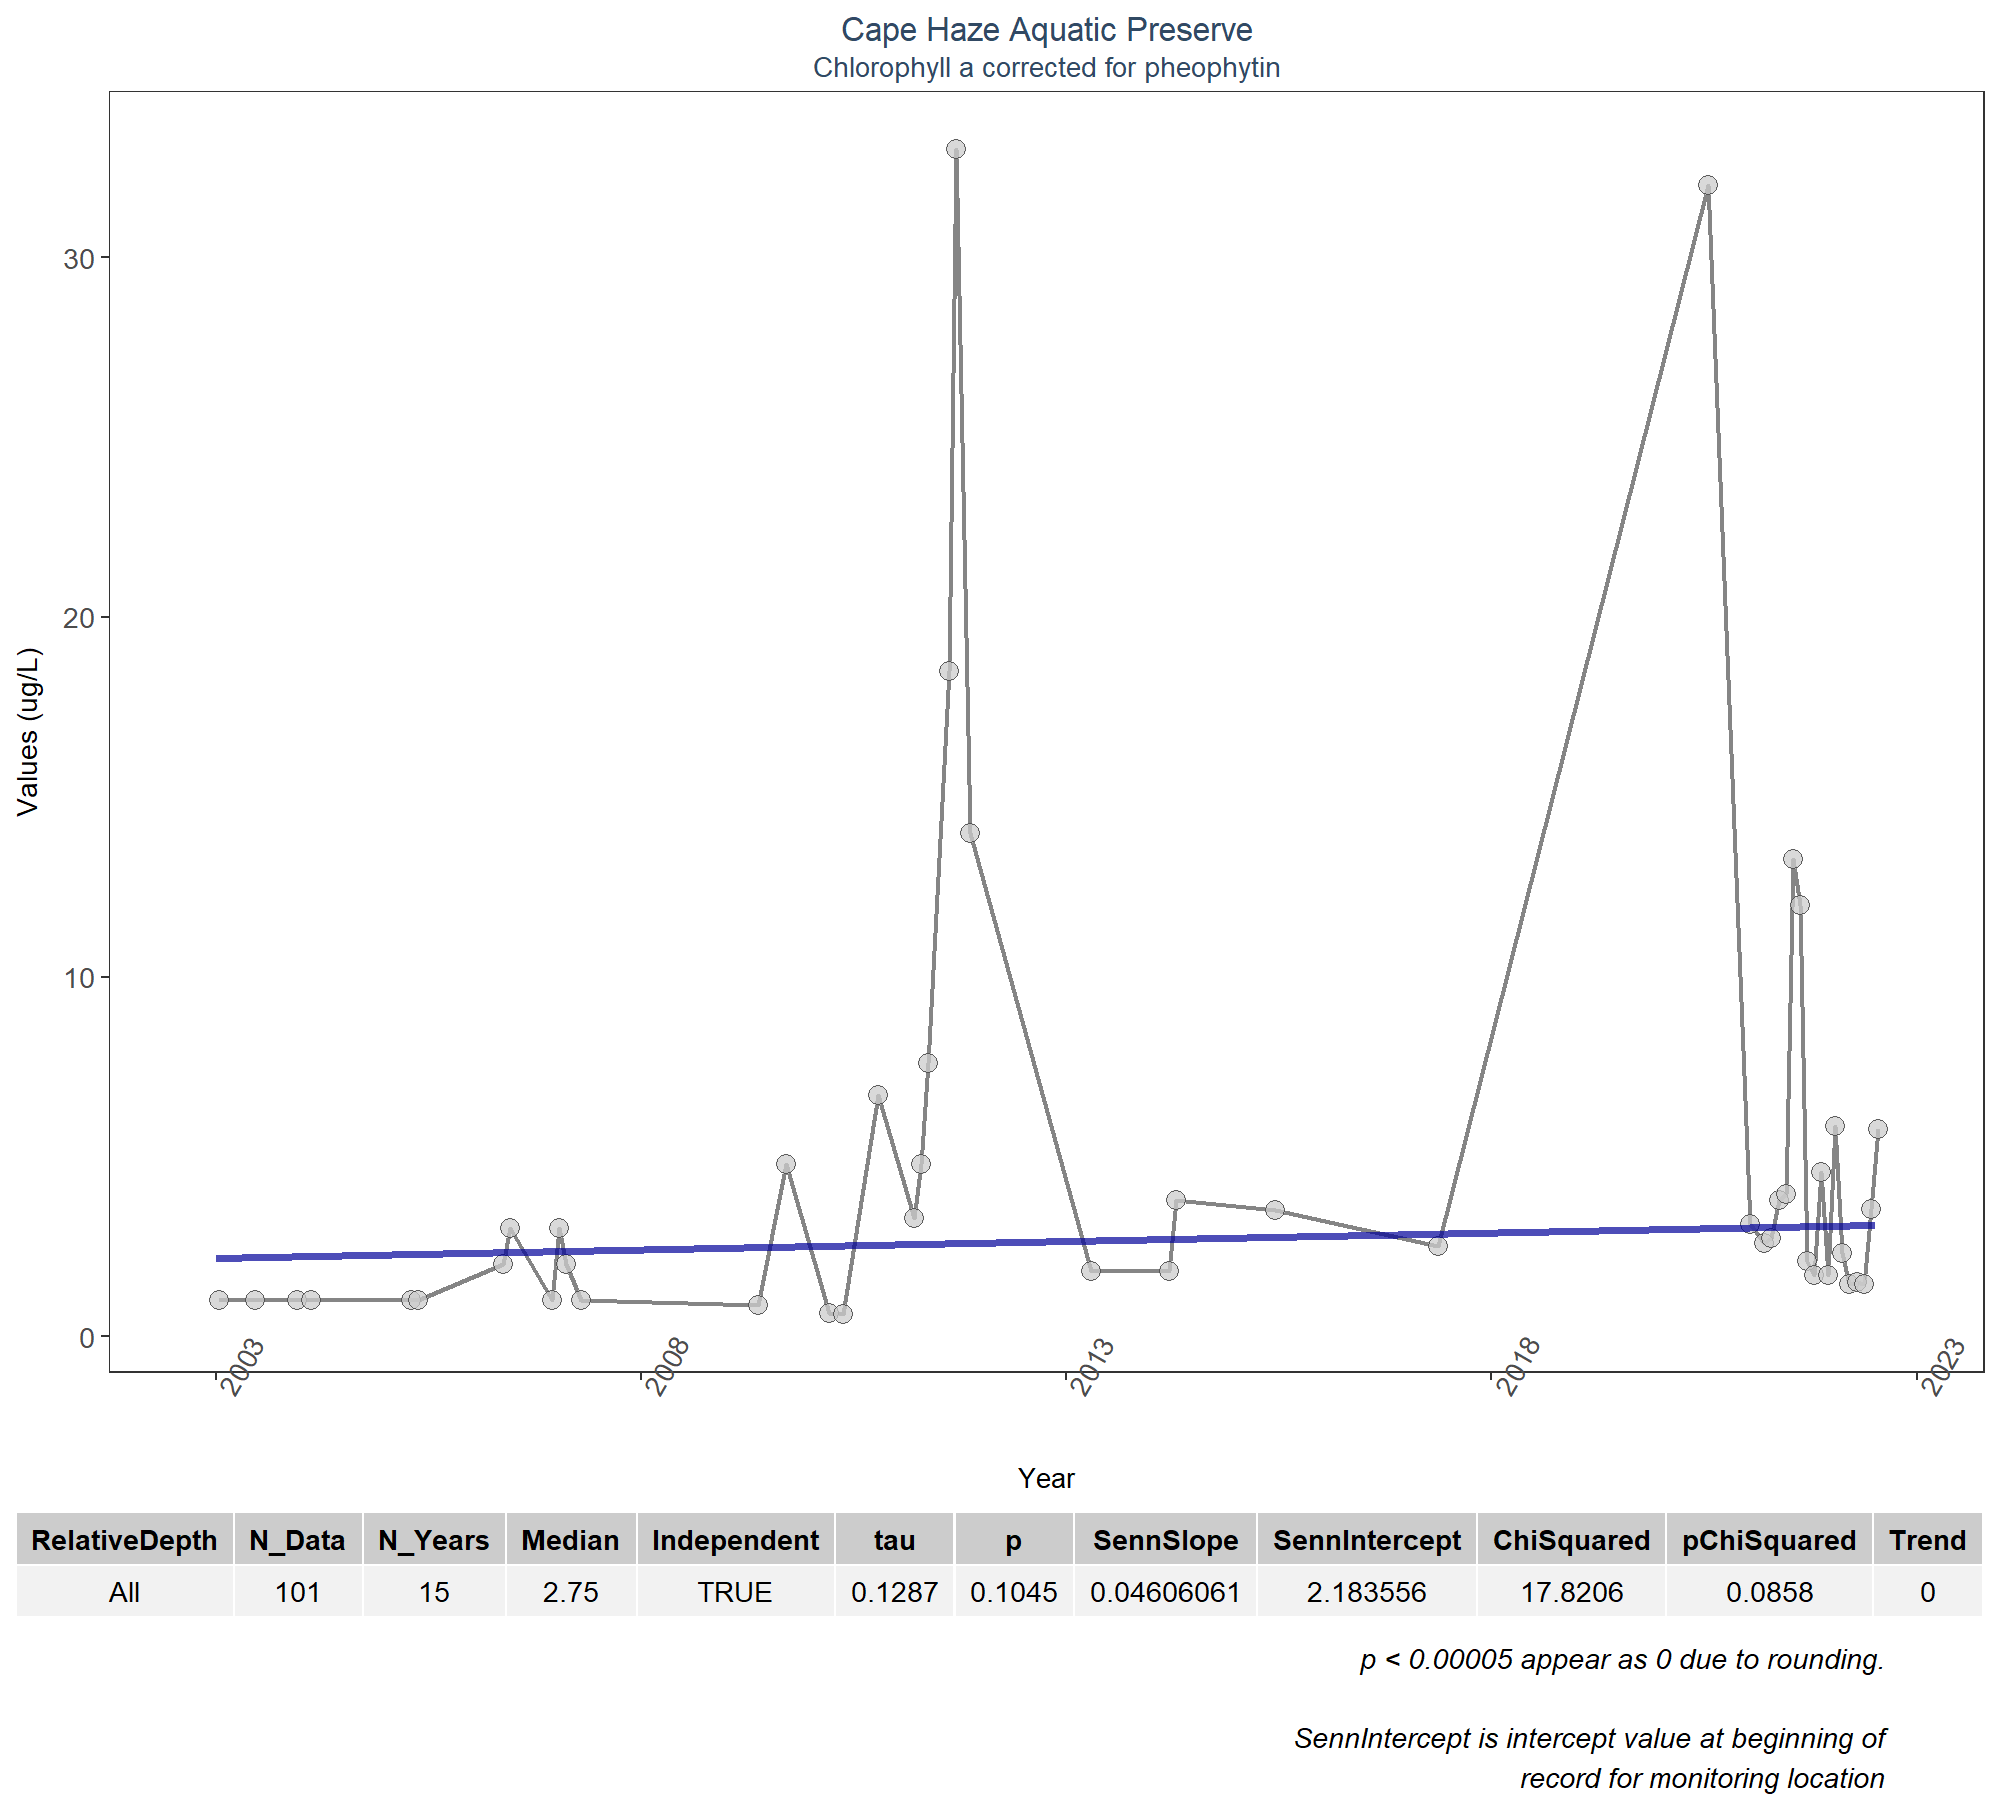 Cape Haze Aquatic Preserve
Chlorophyll a corrected for pheophytin
30
20
10
0
Values (ug/L)
2003 2008 2013 2018 2023
Year
RelativeDepth N_Data N_Years Median Independent tau p SennSlope SennIntercept ChiSquared pChiSquared Trend
All 101 15 2.75 TRUE 0.1287 0.1045 0.04606061 2.183556 17.8206 0.0858 0
p < 0.00005 appear as 0 due to rounding.
SennIntercept is intercept value at beginning of
record for monitoring location